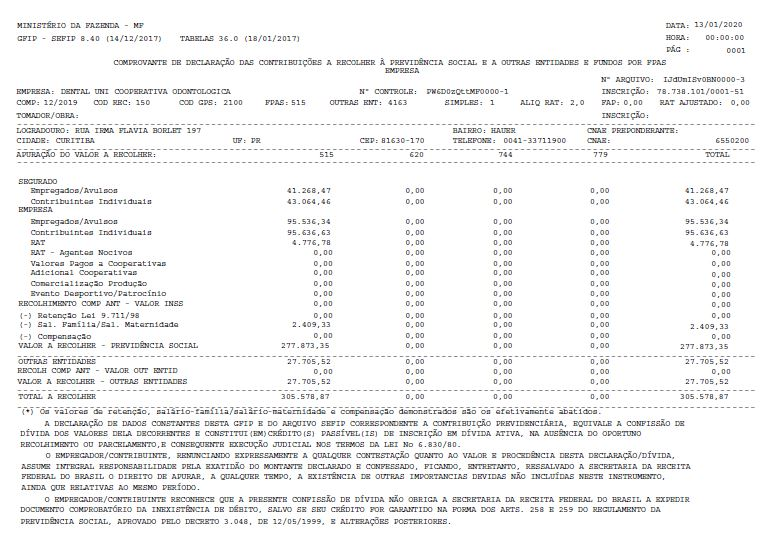 MINISTÉRIO DA FAZENDA - MF DATA: 13/01/2020
GFIP - SEFIP 8.40 (14/12/2017) TABELAS 36.0 (18/01/2017) HORA: 00:00:00
PÁG : 0001
COMPROVANTE DE DECLARAÇÃO DAS CONTRIBUIÇÕES A RECOLHER À PREVIDÊNCIA SOCIAL E A OUTRAS ENTIDADES E FUNDOS POR FPAS
EMPRESA
N° ARQUIVO: IJdUmISv0BN0000-3
EMPRESA: DENTAL UNI COOPERATIVA ODONTOLOGICA N° CONTROLE: PW6D0zQttMF0000-1 INSCRIÇÃO: 78.738.101/0001-51
COMP: 12/2019 COD REC: 150 COD GPS: 2100 FPAS: 515 OUTRAS ENT: 4163 SIMPLES: 1 ALIQ RAT: 2,0 FAP: 0,00 RAT AJUSTADO: 0,00
TOMADOR/OBRA: INSCRIÇÃO:
LOGRADOURO: RUA IRMA FLAVIA BORLET 197 BAIRRO: HAUER CNAE PREPONDERANTE:
CIDADE: CURITIBA UF: PR CEP: 81630-170 TELEFONE: 0041-33711900 CNAE: 6550200
APURAÇÃO DO VALOR A RECOLHER: 515 620 744 779 TOTAL
SEGURADO
Empregados/Avulsos 41.268,47 0,00 0,00 0,00 41.268,47
Contribuintes Individuais 43.064,46 0,00 0,00 0,00 43.064,46
EMPRESA
Empregados/Avulsos 95.536,34 0,00 0,00 0,00 95.536,34
Contribuintes Individuais 95.636,63 0,00 0,00 0,00 95.636,63
RAT 4.776,78 0,00 0,00 0,00 4.776,78
RAT - Agentes Nocivos 0,00 0,00 0,00 0,00 0,00
Valores Pagos a Cooperativas 0,00 0,00 0,00 0,00 0,00
Adicional Cooperativas 0,00 0,00 0,00 0,00 0,00
Comercialização Produção 0,00 0,00 0,00 0,00 0,00
Evento Desportivo/Patrocínio 0,00 0,00 0,00 0,00 0,00
RECOLHIMENTO COMP ANT - VALOR INSS 0,00 0,00 0,00 0,00 0,00
(-) Retenção Lei 9.711/98 0,00 0,00 0,00 0,00 0,00
(-) Sal. Família/Sal. Maternidade 2.409,33 0,00 0,00 0,00 2.409,33
(-) Compensação 0,00 0,00 0,00 0,00 0,00
VALOR A RECOLHER - PREVIDÊNCIA SOCIAL 277.873,35 0,00 0,00 0,00 277.873,35
OUTRAS ENTIDADES 27.705,52 0,00 0,00 0,00 27.705,52
RECOLH COMP ANT - VALOR OUT ENTID 0,00 0,00 0,00 0,00 0,00
VALOR A RECOLHER - OUTRAS ENTIDADES 27.705,52 0,00 0,00 0,00 27.705,52
TOTAL A RECOLHER 305.578,87 0,00 0,00 0,00 305.578,87
(*) Os valores de retenção, salário-família/salário-maternidade e compensação demonstrados são os efetivamente abatidos.
A DECLARAÇÃO DE DADOS CONSTANTES DESTA GFIP E DO ARQUIVO SEFIP CORRESPONDENTE A CONTRIBUIÇÃO PREVIDENCIÁRIA, EQUIVALE A CONFISSÃO DE
DÍVIDA DOS VALORES DELA DECORRENTES E CONSTITUI(EM)CRÉDITO(S) PASSÍVEL(IS) DE INSCRIÇÃO EM DÍVIDA ATIVA, NA AUSÊNCIA DO OPORTUNO
RECOLHIMENTO OU PARCELAMENTO,E CONSEQUENTE EXECUÇÃO JUDICIAL NOS TERMOS DA LEI No 6.830/80.
O EMPREGADOR/CONTRIBUINTE, RENUNCIANDO EXPRESSAMENTE A QUALQUER CONTESTAÇÃO QUANTO AO VALOR E PROCEDÊNCIA DESTA DECLARAÇÃO/DÍVIDA,
ASSUME INTEGRAL RESPONSABILIDADE PELA EXATIDÃO DO MONTANTE DECLARADO E CONFESSADO, FICANDO, ENTRETANTO, RESSALVADO A SECRETARIA DA RECEITA
FEDERAL DO BRASIL O DIREITO DE APURAR, A QUALQUER TEMPO, A EXISTÊNCIA DE OUTRAS IMPORTANCIAS DEVIDAS NÃO INCLUÍDAS NESTE INSTRUMENTO,
AINDA QUE RELATIVAS AO MESMO PERÍODO.
O EMPREGADOR/CONTRIBUINTE RECONHECE QUE A PRESENTE CONFISSÃO DE DÍVIDA NÃO OBRIGA A SECRETARIA DA RECEITA FEDERAL DO BRASIL A EXPEDIR
DOCUMENTO COMPROBATÓRIO DA INEXISTÊNCIA DE DÉBITO, SALVO SE SEU CRÉDITO FOR GARANTIDO NA FORMA DOS ARTS. 258 E 259 DO REGULAMENTO DA
PREVIDÊNCIA SOCIAL, APROVADO PELO DECRETO 3.048, DE 12/05/1999, E ALTERAÇÕES POSTERIORES.